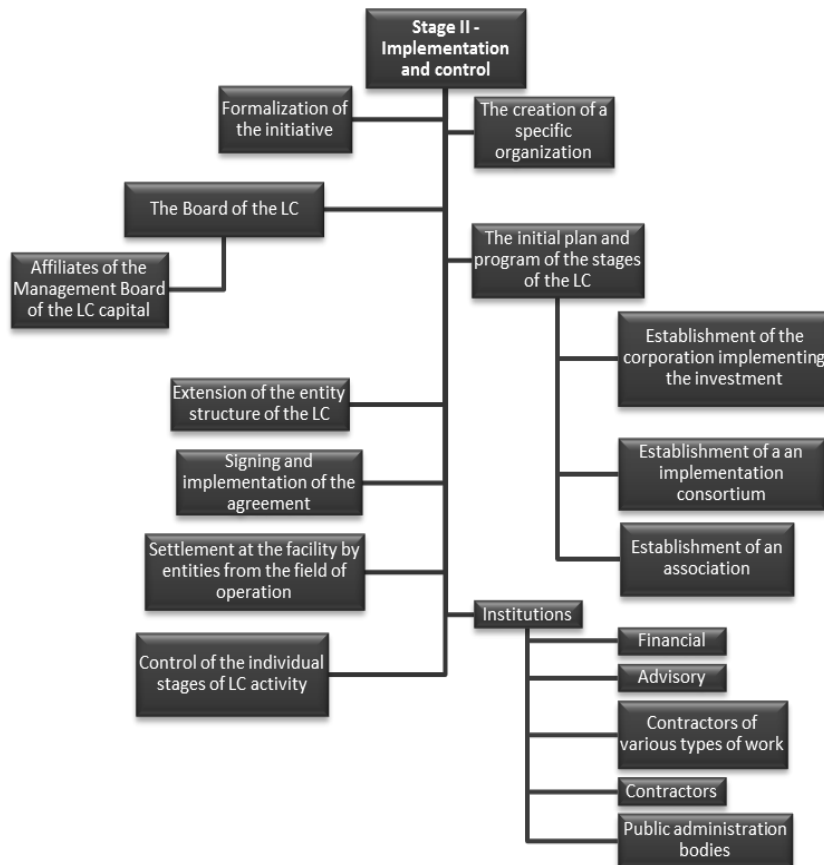 Stage II -
Implementation
and control
Formalization of
the initiative
The creation of a
specific
organization
The Board of the LC
Affiliates of the
Management Board
of the LC capital
The initial plan and
program of the stages
of the LC
Establishment of the
corporation implementing
the investment
Extension of the entity
structure of the LC
Signing and
implementation of the
agreement
Establishment of a an
implementation
consortium
Settlement at the facility by
entities from the field of
operation
Establishment of an
association
Institutions
Control of the individual
stages of LC activity
Financial
Advisory
Contractors of
various types of work
Contractors
Public administration
bodies